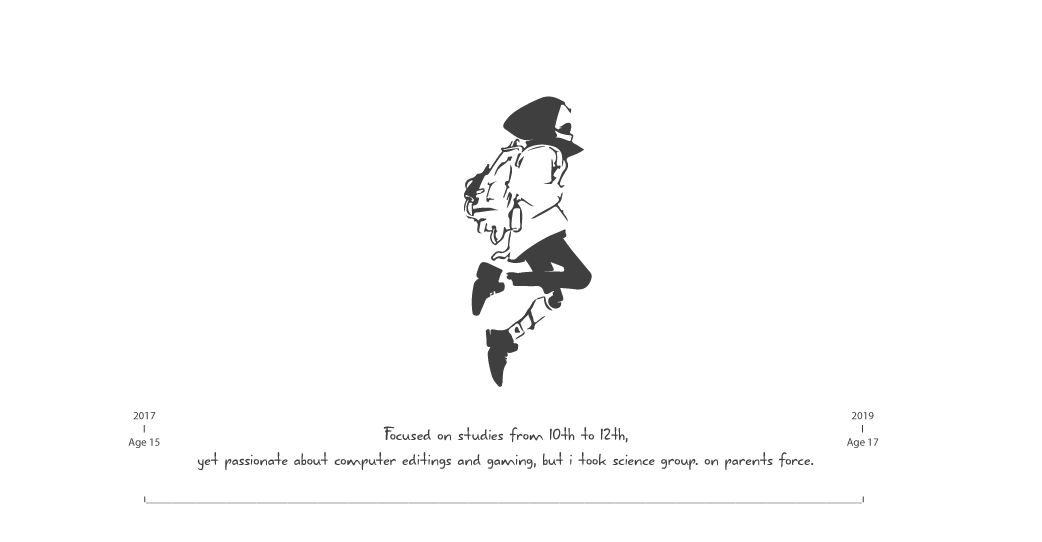 2017
Age 15
2019
Age 17
Focused on studies from 10th to 12th,
yet passionate about computer editings and gaming, but i took science group. on parents force.